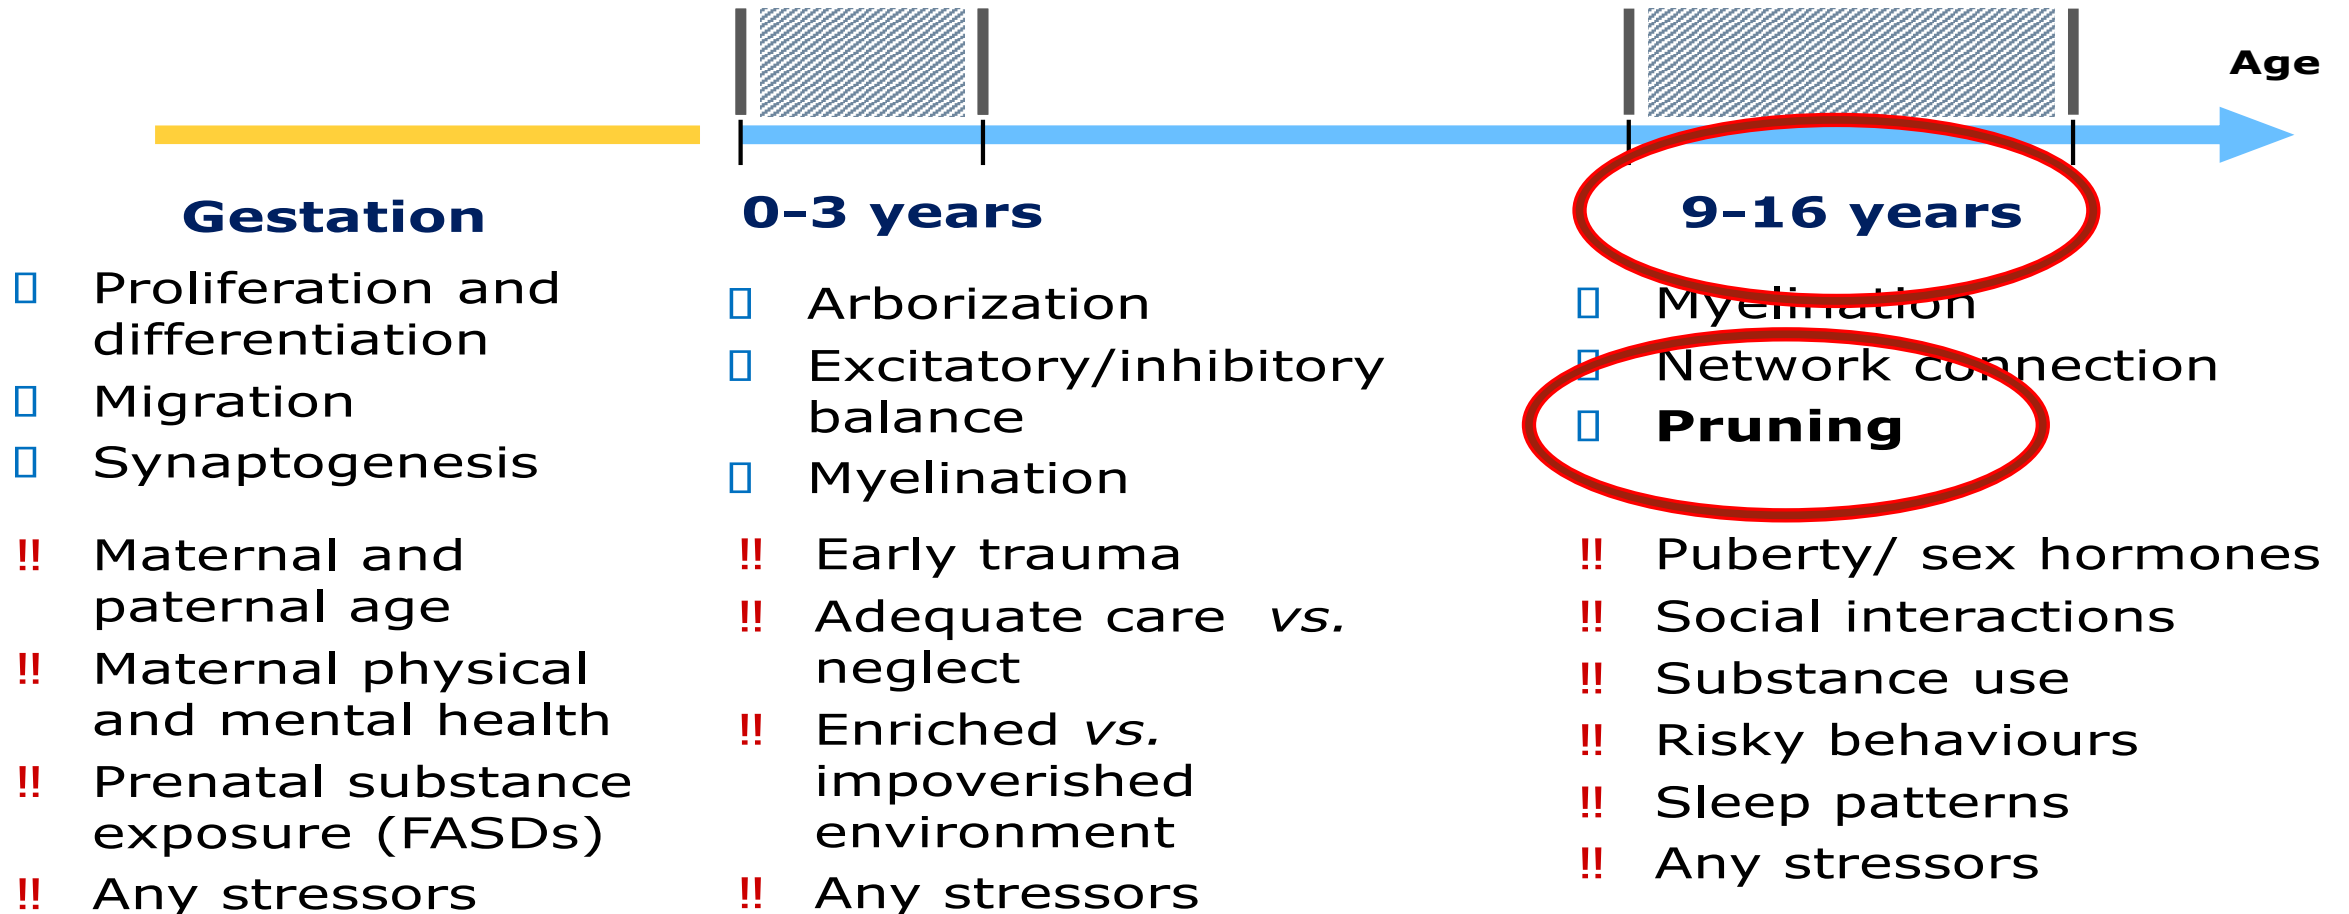 Age
Gestation
Proliferation and
differentiation
Migration
Synaptogenesis
!! Maternal and
paternal age
!! Maternal physical
and mental health
!! Prenatal substance
exposure (FASDs)
!! Any stressors
0–3 years
Arborization
Excitatory/inhibitory
balance
Myelination
!! Early trauma
!! Adequate care vs.
neglect
!! Enriched vs.
impoverished
environment
!! Any stressors
9–16 years
Myelination
Network connection
Pruning
!! Puberty/ sex hormones
!! Social interactions
!! Substance use
!! Risky behaviours
!! Sleep patterns
!! Any stressors